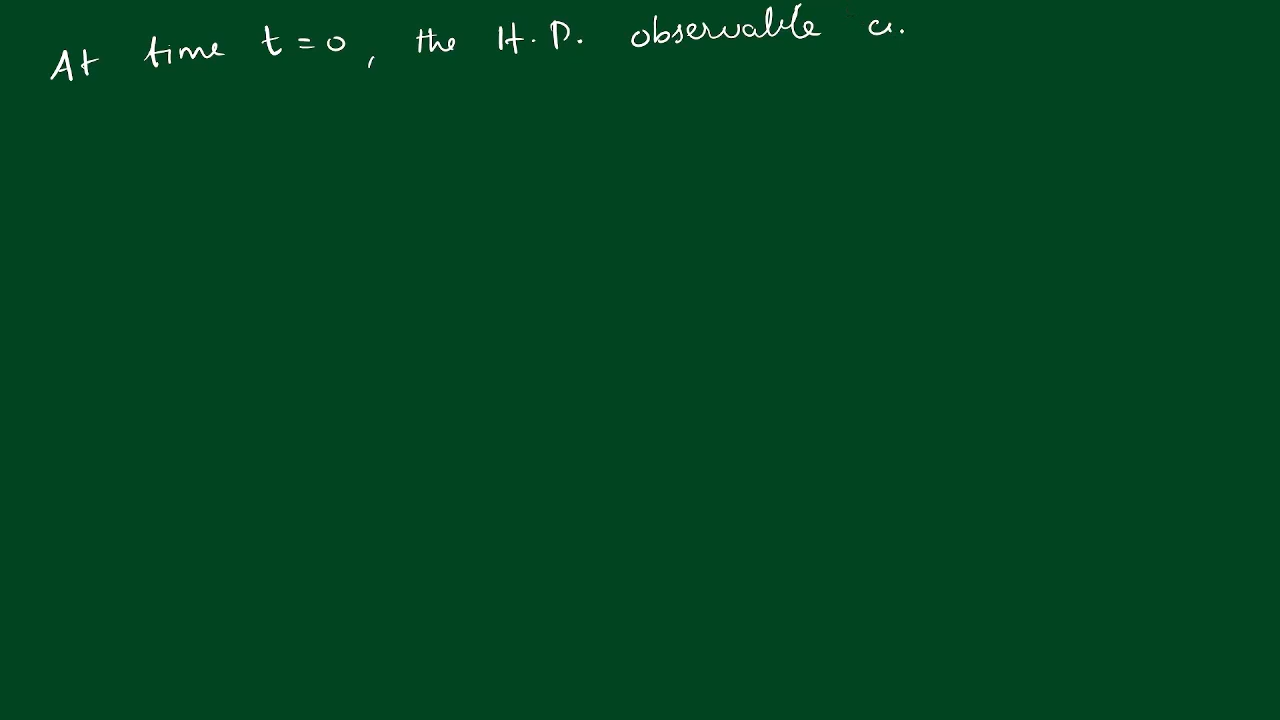 At time t = 0, the H.P. observable a.